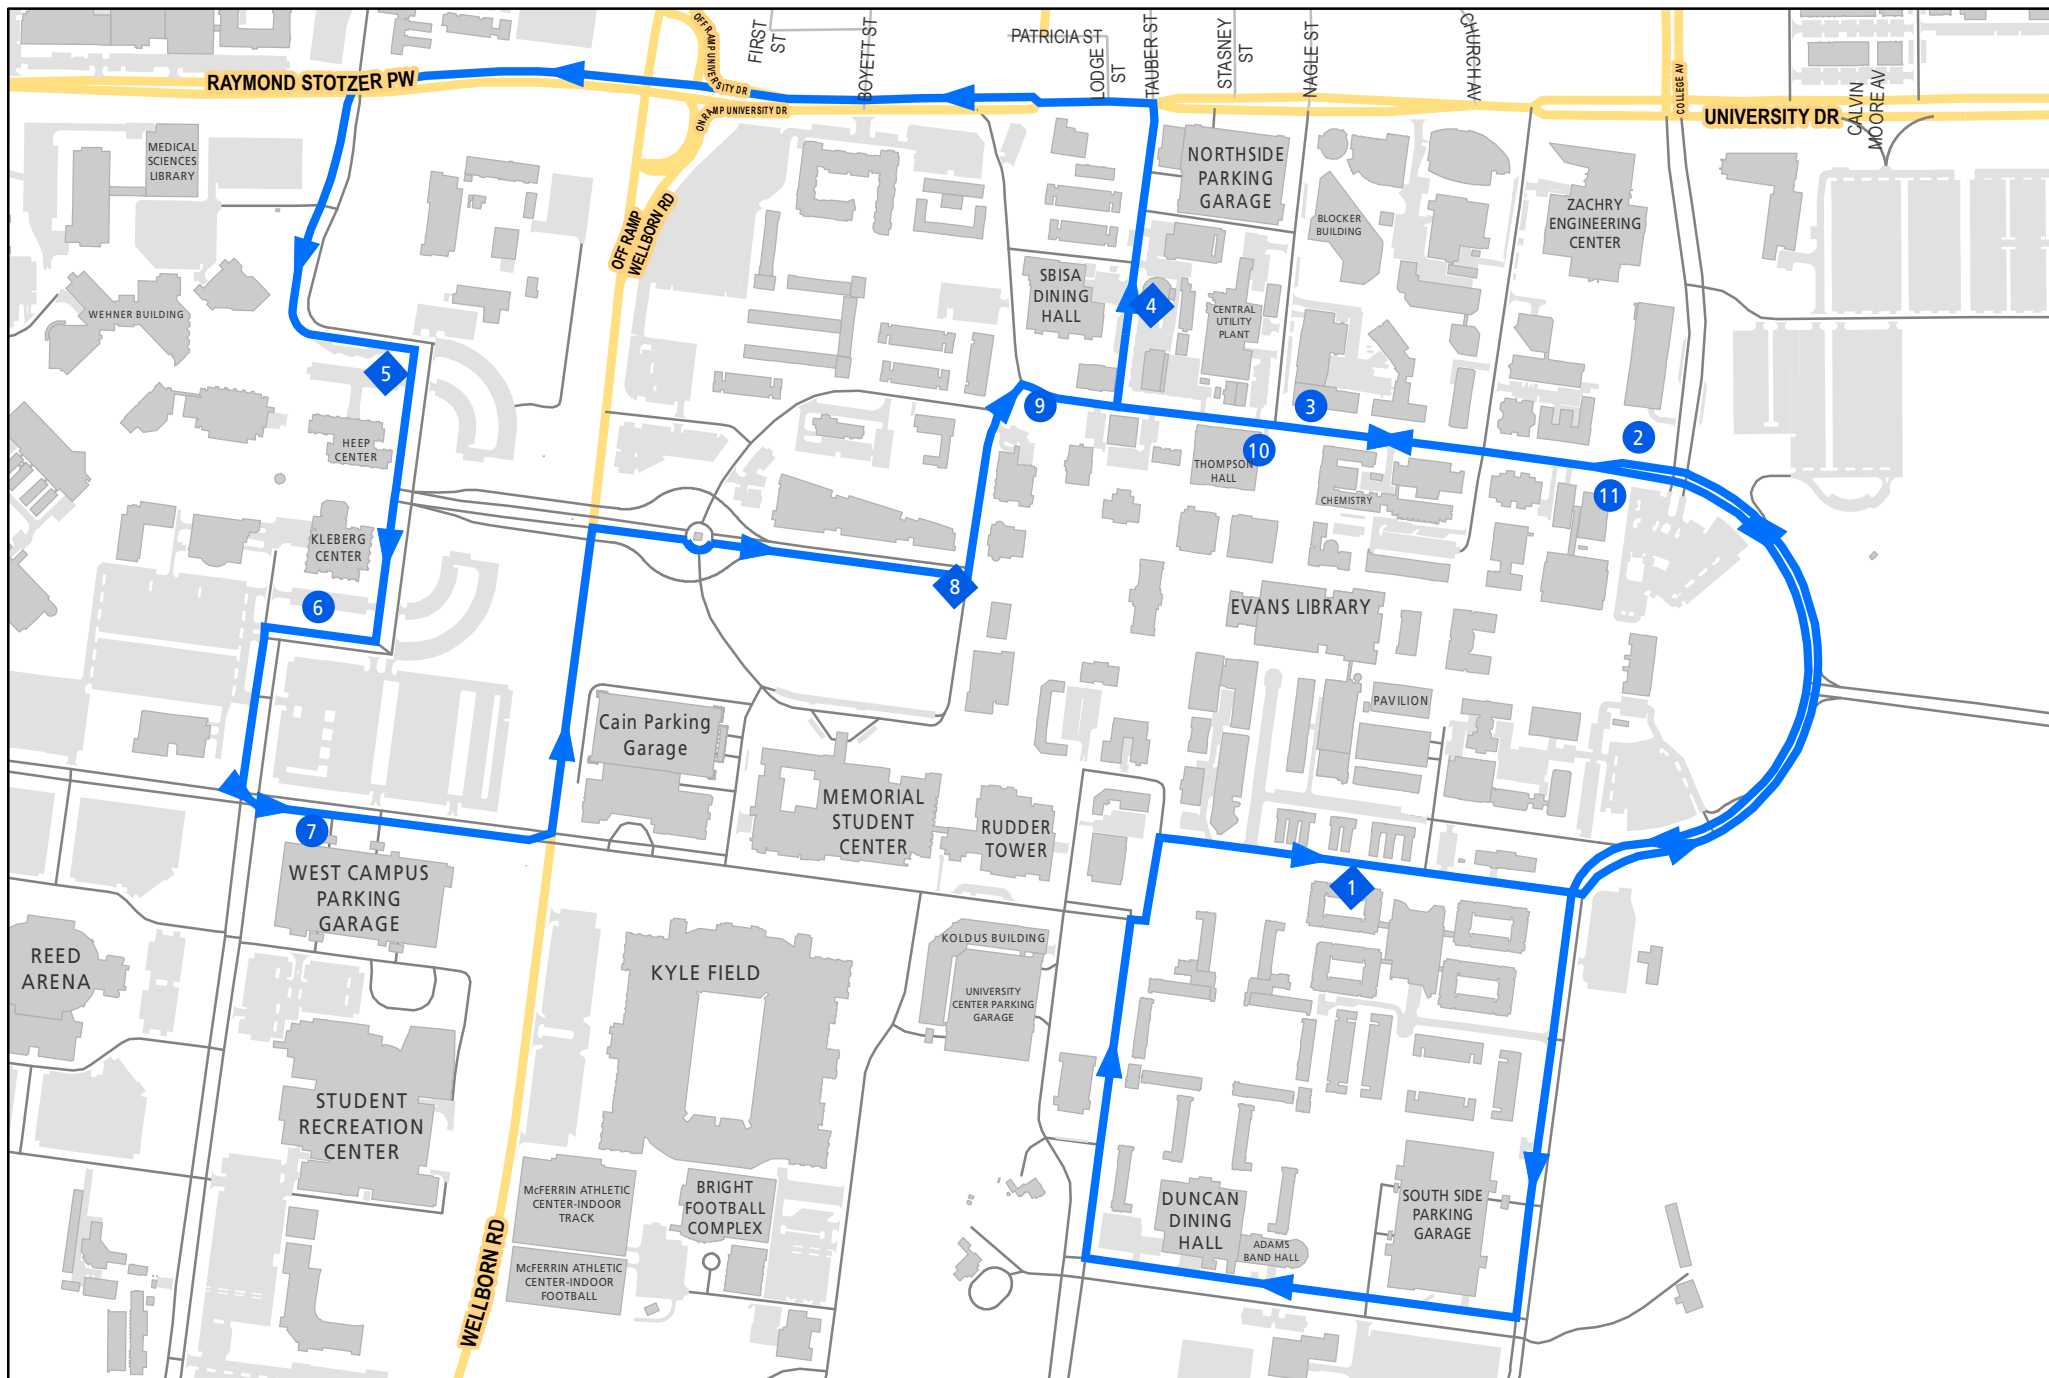 FIRST
ST
BOYETT ST
PATRICIA ST
LODGE
ST
TAUBER ST
STASNEY
ST
NAGLE ST
CHURCH AV
COLLEGE AV
CALVIN
MOORE AV
OFF RAMP UNIVERSITY DR
ON RAMP UNIVERSITY DR
RAYMOND STOTZER PW
UNIVERSITY DR
MEDICAL
SCIENCES
LIBRARY
OFF RAMP
WELLBORN RD
NORTHSIDE
PARKING
GARAGE
BLOCKER
BUILDING
ZACHRY
ENGINEERING
CENTER
WEHNER BUILDING
SBISA
DINING
HALL
4
CENTRAL
UTILITY
PLANT
5
9
3
2
HEEP
CENTER
10
THOMPSON
HALL
CHEMISTRY
11
KLEBERG
CENTER
6
8
EVANS LIBRARY
PAVILION
Cain Parking
Garage
7
MEMORIAL
STUDENT
CENTER
RUDDER
TOWER
1
WEST CAMPUS
PARKING
GARAGE
REED
ARENA
KYLE FIELD
KOLDUS BUILDING
UNIVERSITY
CENTER PARKING
GARAGE
STUDENT
RECREATION
CENTER
McFERRIN ATHLETIC
CENTER-INDOOR
TRACK
BRIGHT
FOOTBALL
COMPLEX
DUNCAN
DINING
HALL
ADAMS
BAND HALL
SOUTH SIDE
PARKING
GARAGE
McFERRIN ATHLETIC
CENTER-INDOOR
FOOTBALL
WELLBORN RD